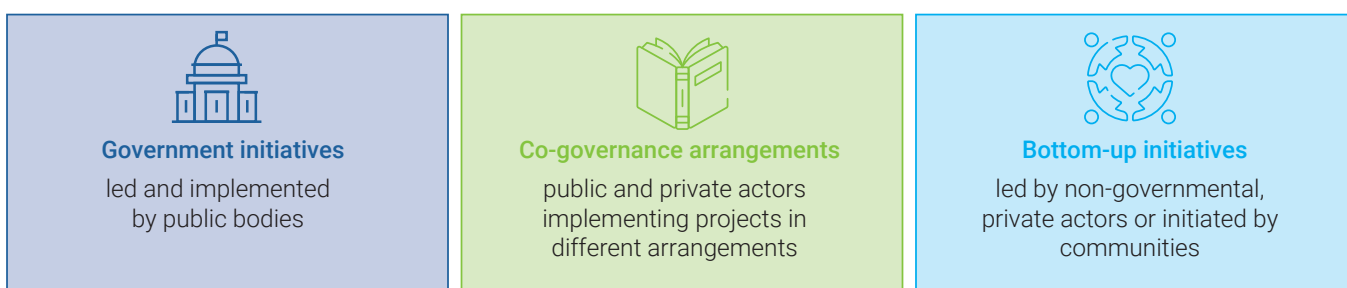 Government initiatives
led and implemented
by public bodies
Co-governance arrangements
public and private actors
implementing projects in
different arrangements
Bottom-up initiatives
led by non-governmental,
private actors or initiated by
communities